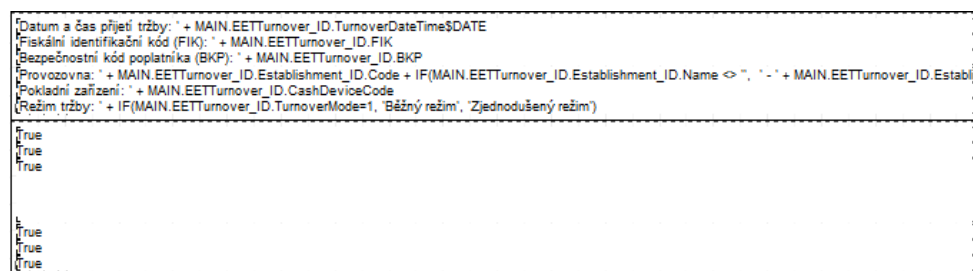 'Datum a čas přijetí tržby: ' + MAIN.EETTurnover_ID.TurnoverDateTime$DATE
'Fiskální identifikační kód (FIK): ' + MAIN.EETTurnover_ID.FIK
'Bezpečnostní kód poplatníka (BKP): ' + MAIN.EETTurnover_ID.BKP
'Provozovna: ' + MAIN.EETTurnover_ID.Establishment_ID.Code + IF(MAIN.EETTurnover_ID.Establishment_ID.Name <> '', ' - ' + MAIN.EETTurnover_ID.Establi
'Pokladní zařízení: ' + MAIN.EETTurnover_ID.CashDeviceCode
'Režim tržby: ' + IF(MAIN.EETTurnover_ID.TurnoverMode=1, 'Běžný režim', 'Zjednodušený režim')
True
True
True
True
True
True